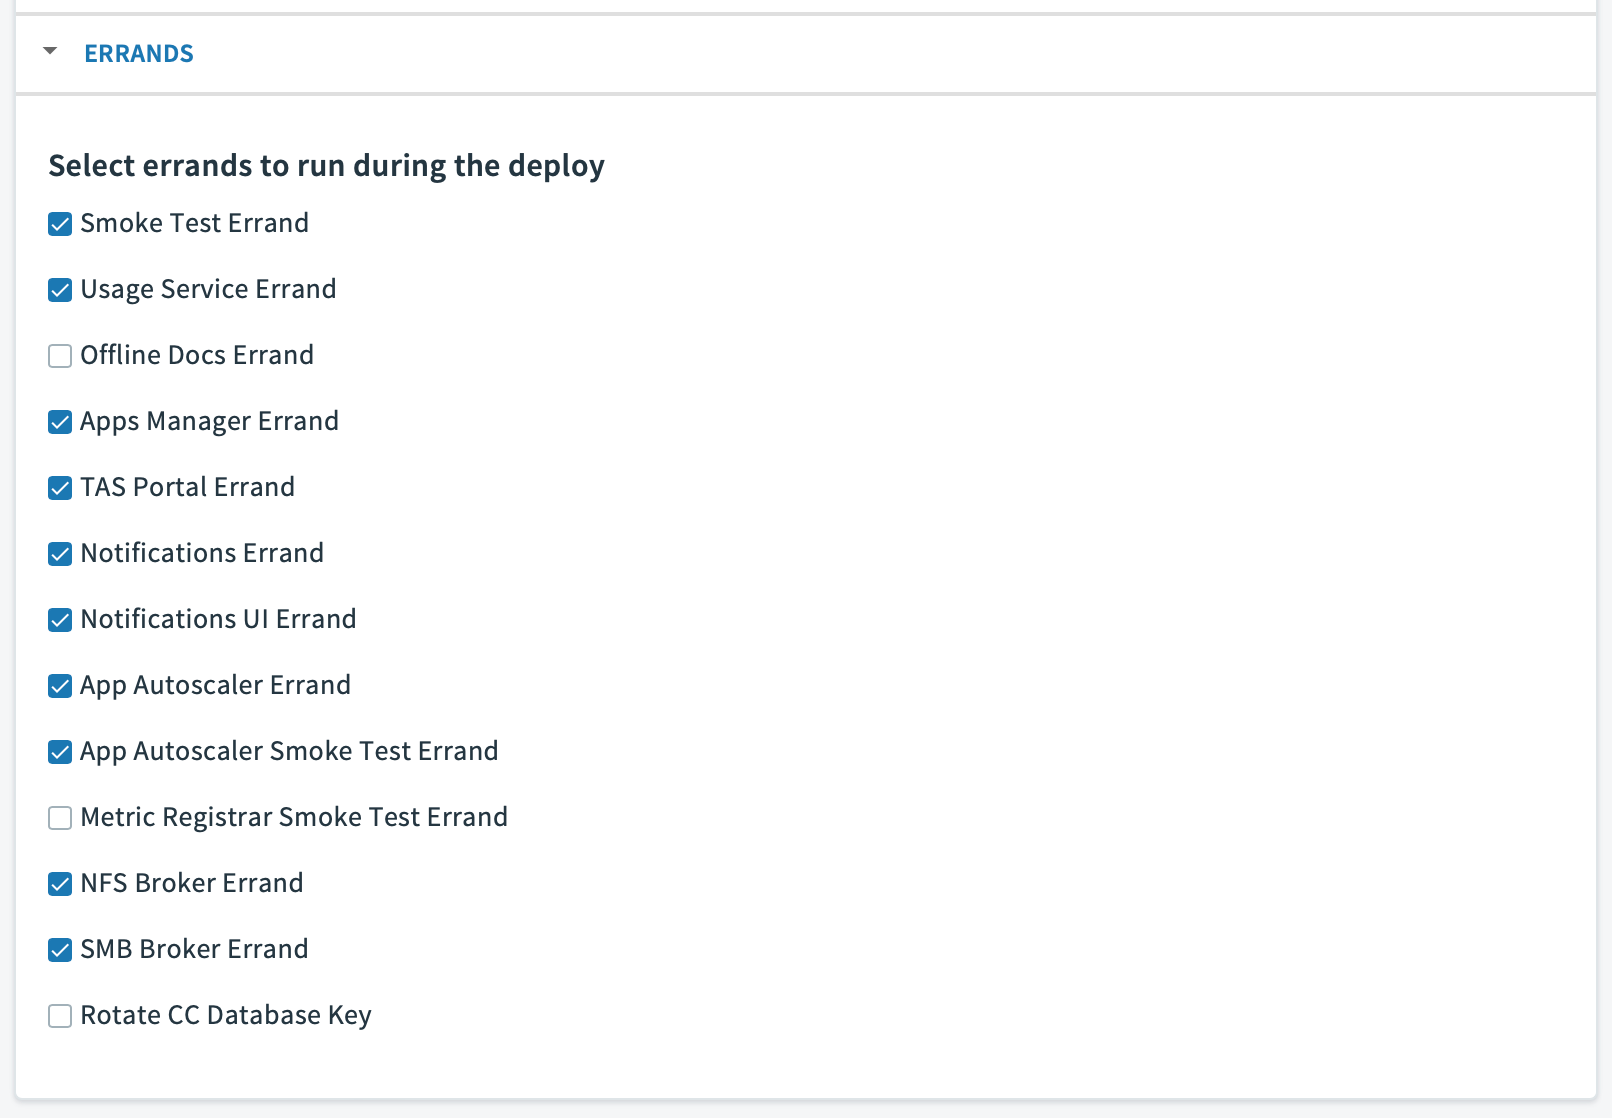 ERRANDS
Select errands to run during the deploy
Smoke Test Errand
Usage Service Errand
Offline Docs Errand
Apps Manager Errand
TAS Portal Errand
Notifications Errand
Notifications UI Errand
App Autoscaler Errand
App Autoscaler Smoke Test Errand
Metric Registrar Smoke Test Errand
NFS Broker Errand
SMB Broker Errand
Rotate CC Database Key